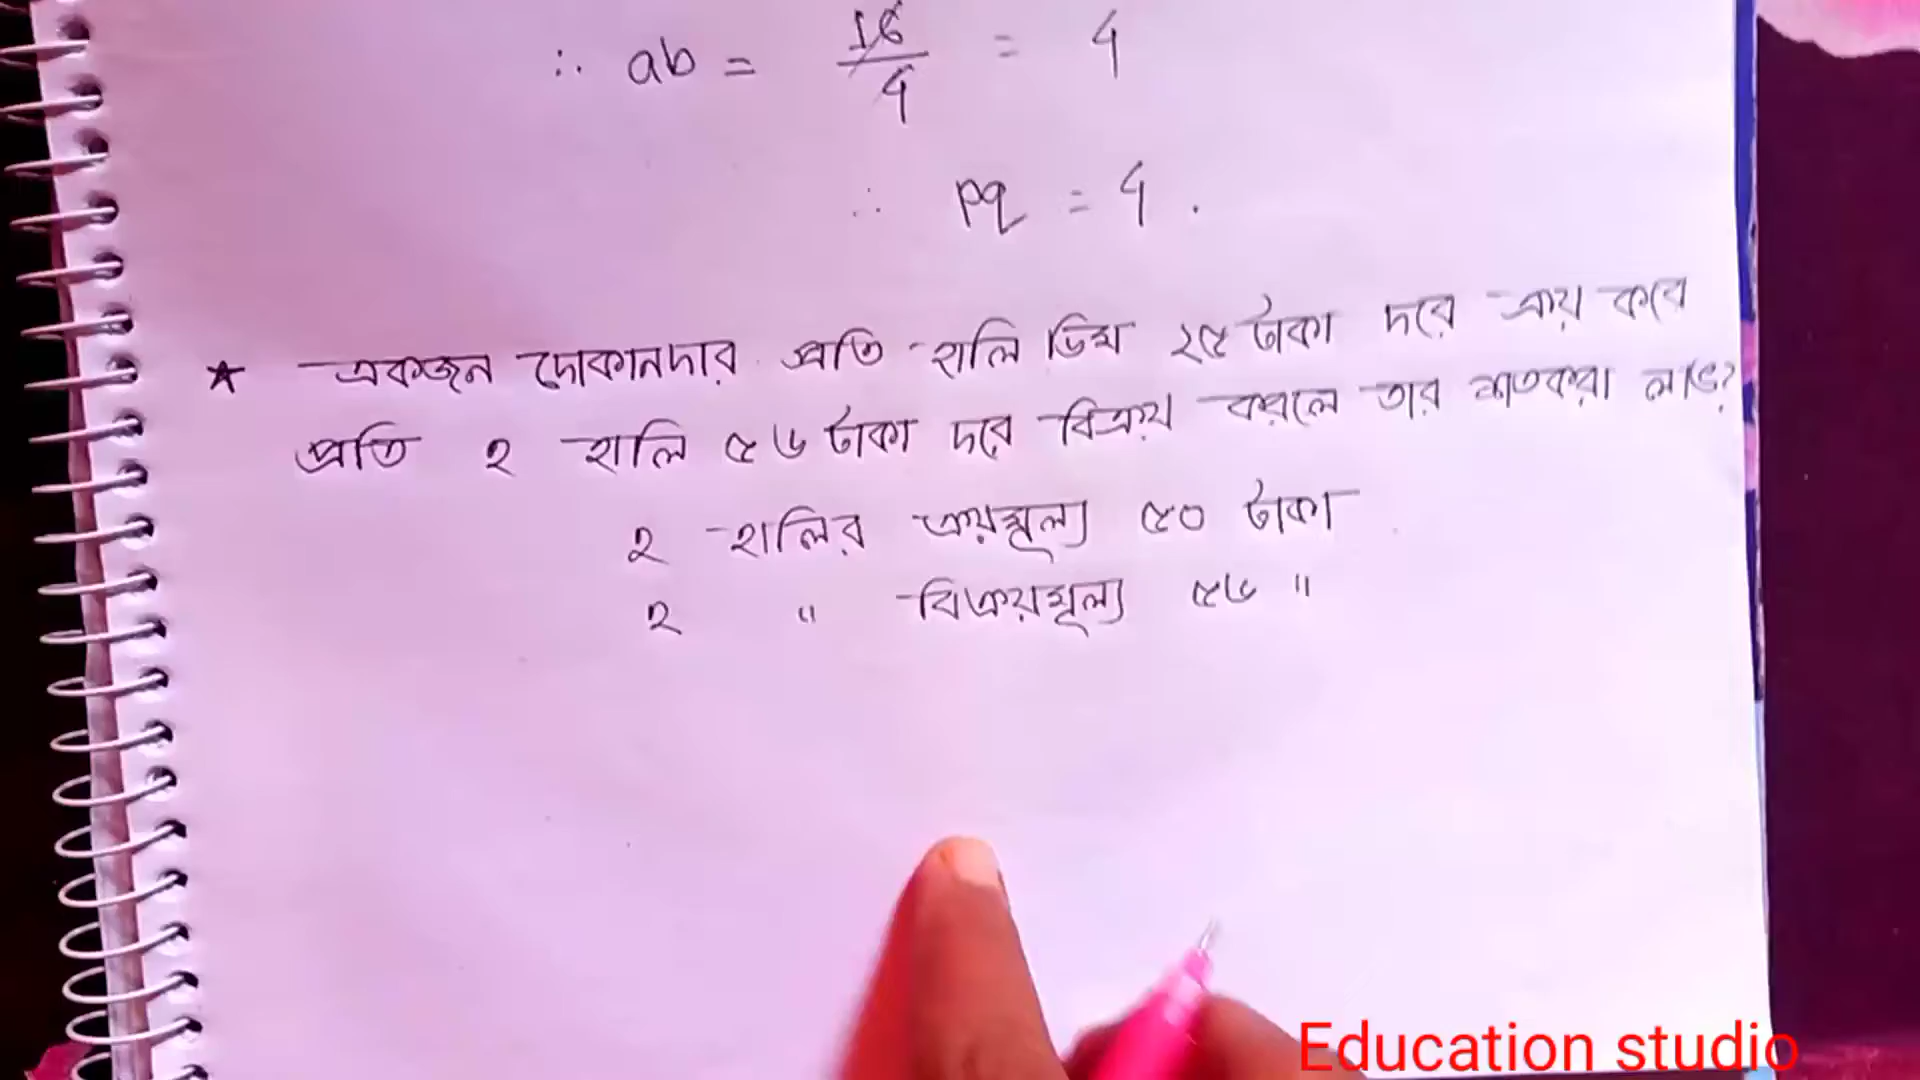 ∴ ab = 16/4 = 4
∴ pq = 4 .
★ একজন দোকানদার প্রতি হালি ডিম ২৫ টাকা দরে ক্রয় করে
প্রতি ২ হালি ৫৬ টাকা দরে বিক্রয় করলে তার শতকরা লাভ?
২ হালির ক্রয়মূল্য ৫০ টাকা
২ " বিক্রয়মূল্য ৫৬ "
Education studio